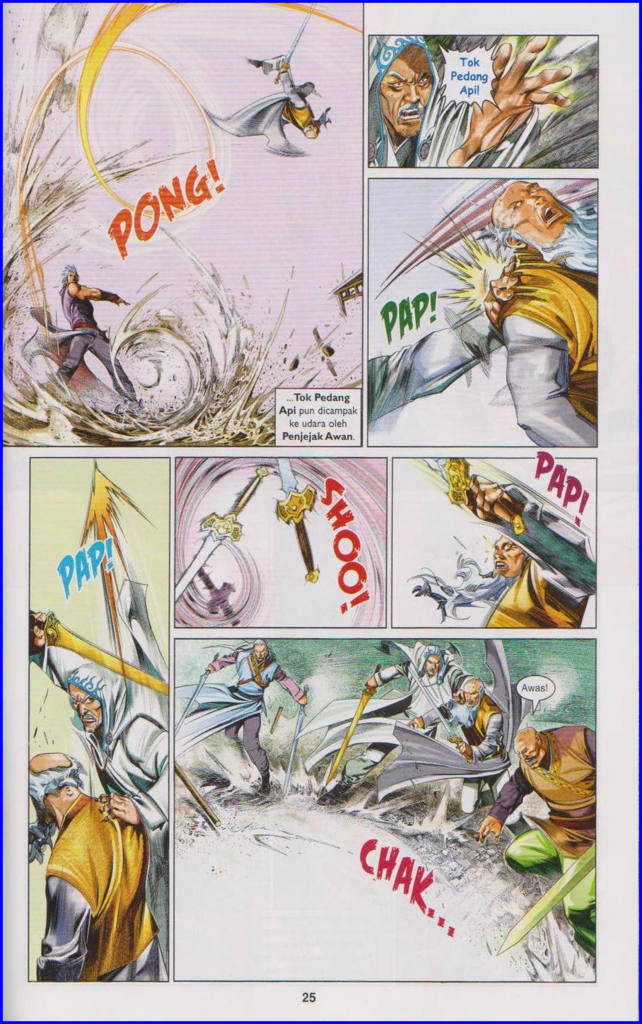 PONG!
...Tok Pedang
Api pun dicampak
ke udara oleh
Penjejak Awan.
Tok
Pedang
Api!
PAP!
PAP!
SHOO!
PAP!
Awas!
CHAK...
25